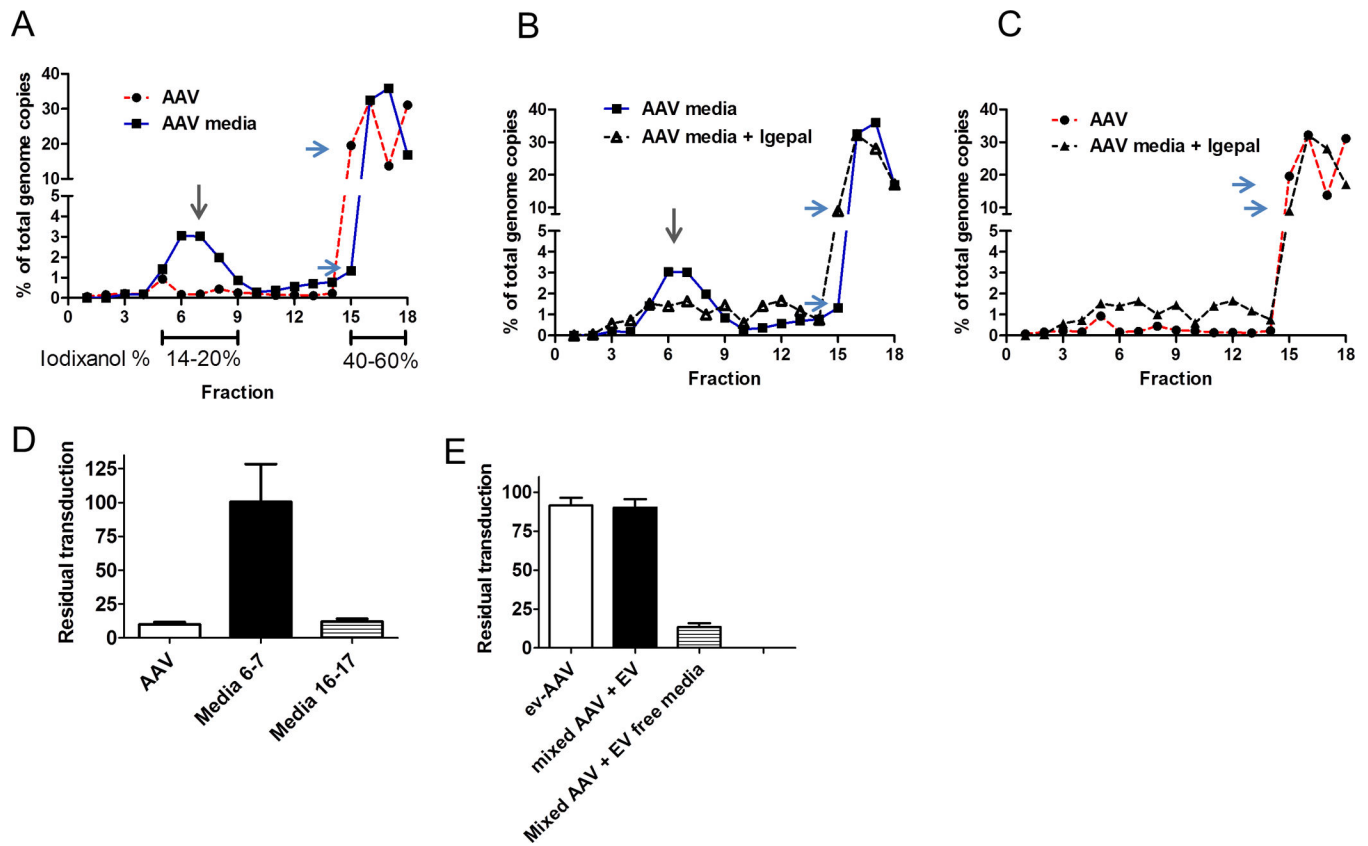 A
B
C
% of total genome copies
40
30
20
10
5
4
3
2
1
0
AAV
AAV media
0 3 6 9 12 15 18
Iodixanol % 14-20% 40-60%
Fraction
% of total genome copies
40
30
20
10
5
4
3
2
1
0
AAV media
AAV media + Igepal
0 3 6 9 12 15 18
Fraction
% of total genome copies
40
30
20
10
5
4
3
2
1
0
AAV
AAV media + Igepal
0 3 6 9 12 15 18
Fraction
D
Residual transduction
125
100
75
50
25
0
AAV
Media 6-7
Media 16-17
E
Residual transduction
100
75
50
25
0
ev-AAV
mixed AAV + EV
Mixed AAV + EV free media